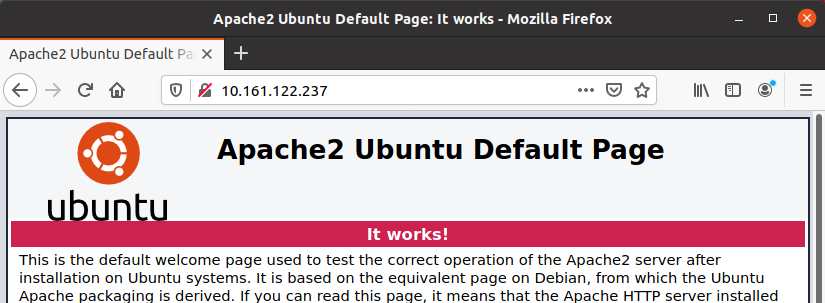 Apache2 Ubuntu Default Page: It works - Mozilla Firefox
Apache2 Ubuntu Default Pa
10.161.122.237
ubuntu
Apache2 Ubuntu Default Page
It works!
This is the default welcome page used to test the correct operation of the Apache2 server after
installation on Ubuntu systems. It is based on the equivalent page on Debian, from which the Ubuntu
Apache packaging is derived. If you can read this page, it means that the Apache HTTP server installed